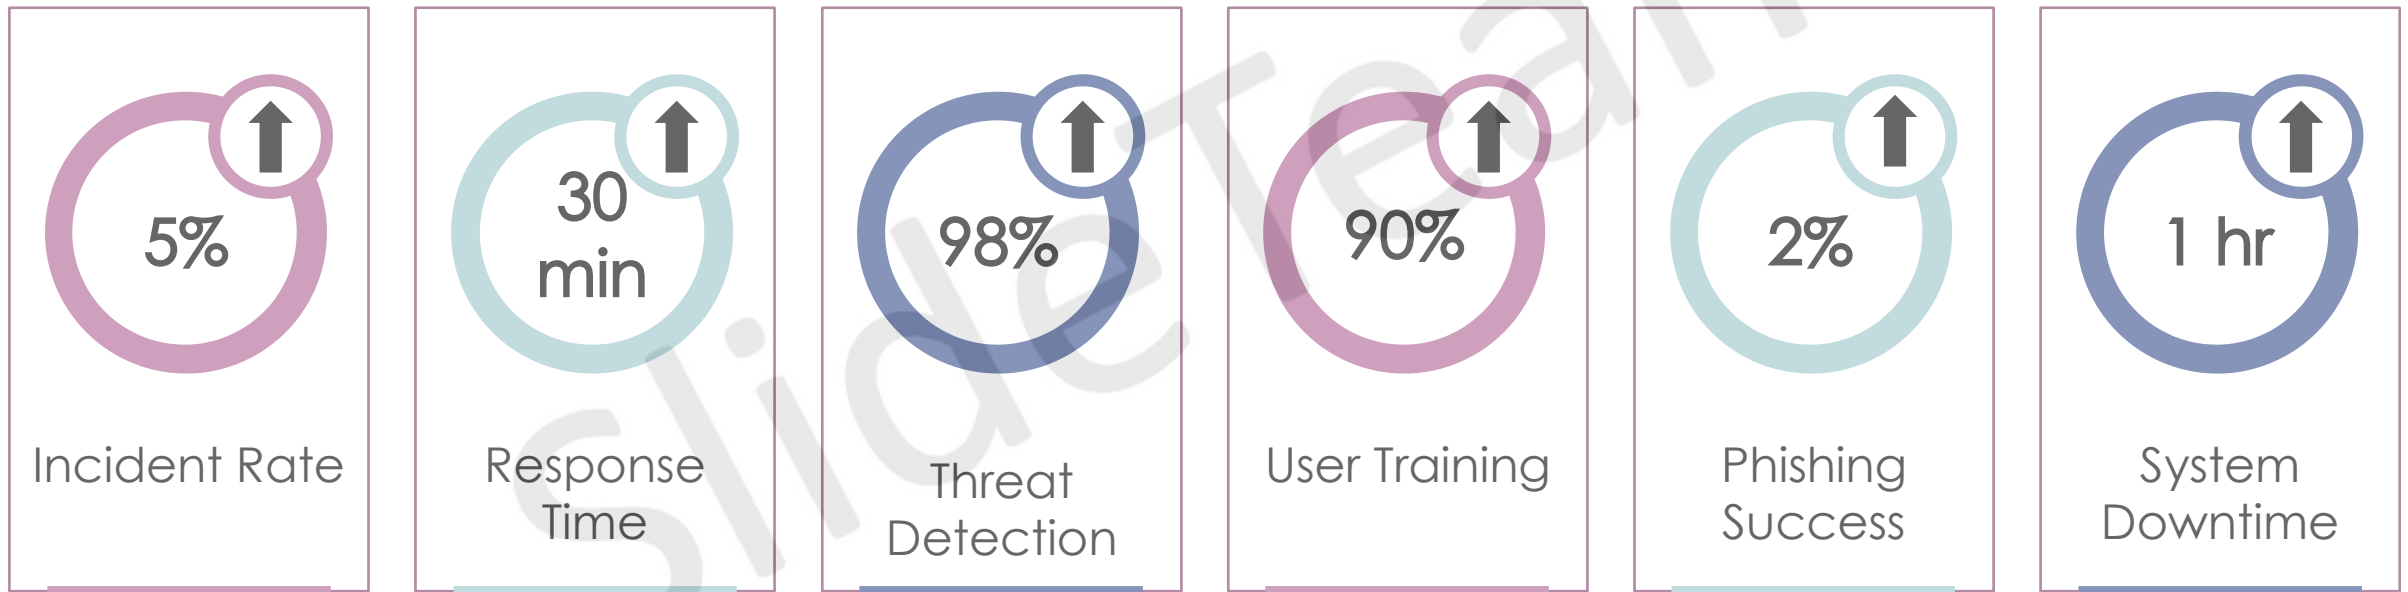 5%
Incident Rate
30
min
Response
Time
98%
Threat
Detection
90%
User Training
2%
Phishing
Success
1 hr
System
Downtime
SlideTeam